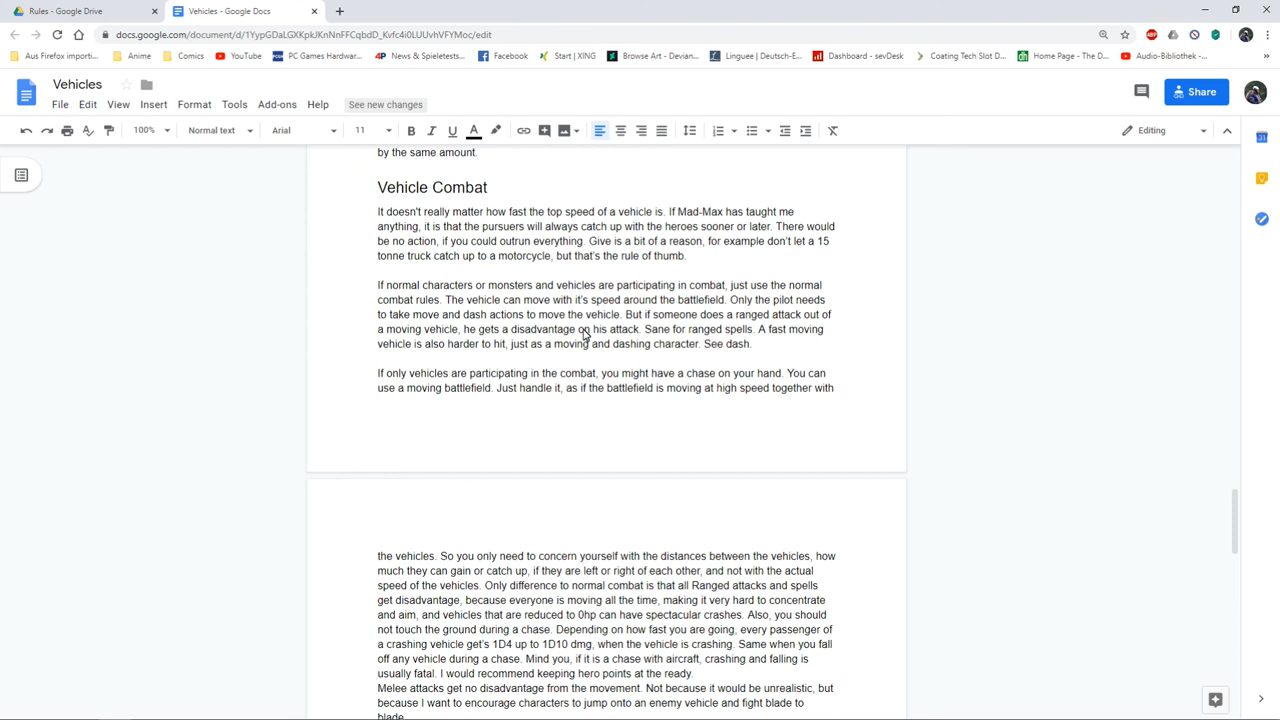 Rules - Google Drive
Vehicles - Google Docs
docs.google.com/document/d/1YypGDaLGXKpkJKnNnFFCqbdD_Kvfc4i0LUUvhVFYMoc/edit
Aus Firefox importi...
Anime
Comics
YouTube
PC Games Hardwar...
News & Spieletests...
Facebook
Start | XING
Browse Art - Devian...
Linguee | Deutsch-E...
Dashboard - sevDesk
Coating Tech Slot D...
Home Page - The D...
Audio-Bibliothek -...
Vehicles
Share
File Edit View Insert Format Tools Add-ons Help See new changes
100% Normal text Arial 11 Editing
by the same amount.
Vehicle Combat
It doesn't really matter how fast the top speed of a vehicle is. If Mad-Max has taught me
anything, it is that the pursuers will always catch up with the heroes sooner or later. There would
be no action, if you could outrun everything. Give is a bit of a reason, for example don't let a 15
tonne truck catch up to a motorcycle, but that's the rule of thumb.
If normal characters or monsters and vehicles are participating in combat, just use the normal
combat rules. The vehicle can move with it's speed around the battlefield. Only the pilot needs
to take move and dash actions to move the vehicle. But if someone does a ranged attack out of
a moving vehicle, he gets a disadvantage on his attack. Sane for ranged spells. A fast moving
vehicle is also harder to hit, just as a moving and dashing character. See dash.
If only vehicles are participating in the combat, you might have a chase on your hand. You can
use a moving battlefield. Just handle it, as if the battlefield is moving at high speed together with
the vehicles. So you only need to concern yourself with the distances between the vehicles, how
much they can gain or catch up, if they are left or right of each other, and not with the actual
speed of the vehicles. Only difference to normal combat is that all Ranged attacks and spells
get disadvantage, because everyone is moving all the time, making it very hard to concentrate
and aim, and vehicles that are reduced to 0hp can have spectacular crashes. Also, you should
not touch the ground during a chase. Depending on how fast you are going, every passenger of
a crashing vehicle get's 1D4 up to 1D10 dmg, when the vehicle is crashing. Same when you fall
off any vehicle during a chase. Mind you, if it is a chase with aircraft, crashing and falling is
usually fatal. I would recommend keeping hero points at the ready.
Melee attacks get no disadvantage from the movement. Not because it would be unrealistic, but
because I want to encourage characters to jump onto an enemy vehicle and fight blade to
blade